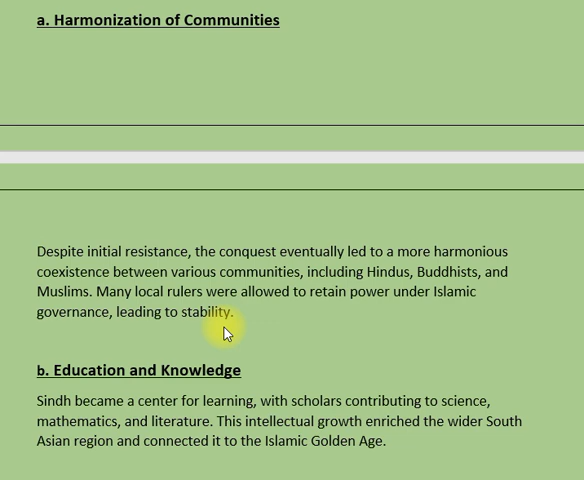 a. Harmonization of Communities
Despite initial resistance, the conquest eventually led to a more harmonious
coexistence between various communities, including Hindus, Buddhists, and
Muslims. Many local rulers were allowed to retain power under Islamic
governance, leading to stability.
b. Education and Knowledge
Sindh became a center for learning, with scholars contributing to science,
mathematics, and literature. This intellectual growth enriched the wider South
Asian region and connected it to the Islamic Golden Age.